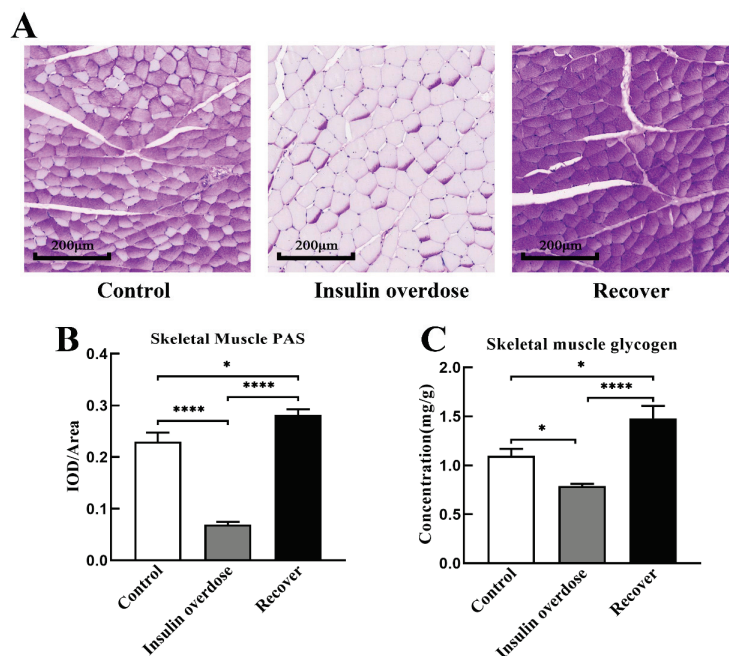 A
200μm
200μm
200μm
Control
Insulin overdose
Recover
B
Skeletal Muscle PAS
IOD/Area
0.4
0.3
0.2
0.1
0.0
*
****
****
Control
Insulin overdose
Recover
C
Skeletal muscle glycogen
Concentration(mg/g)
2.0
1.5
1.0
0.5
0.0
*
****
*
Control
Insulin overdose
Recover